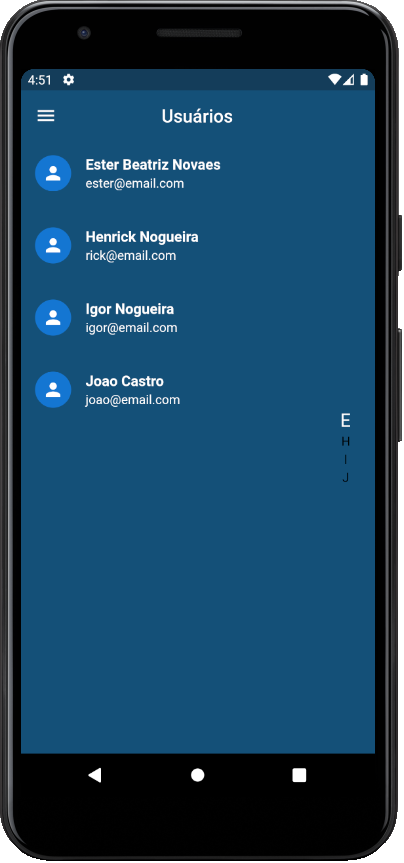 4:51
Usuários
Ester Beatriz Novaes
ester@email.com
Henrick Nogueira
rick@email.com
Igor Nogueira
igor@email.com
Joao Castro
joao@email.com
E
H
I
J